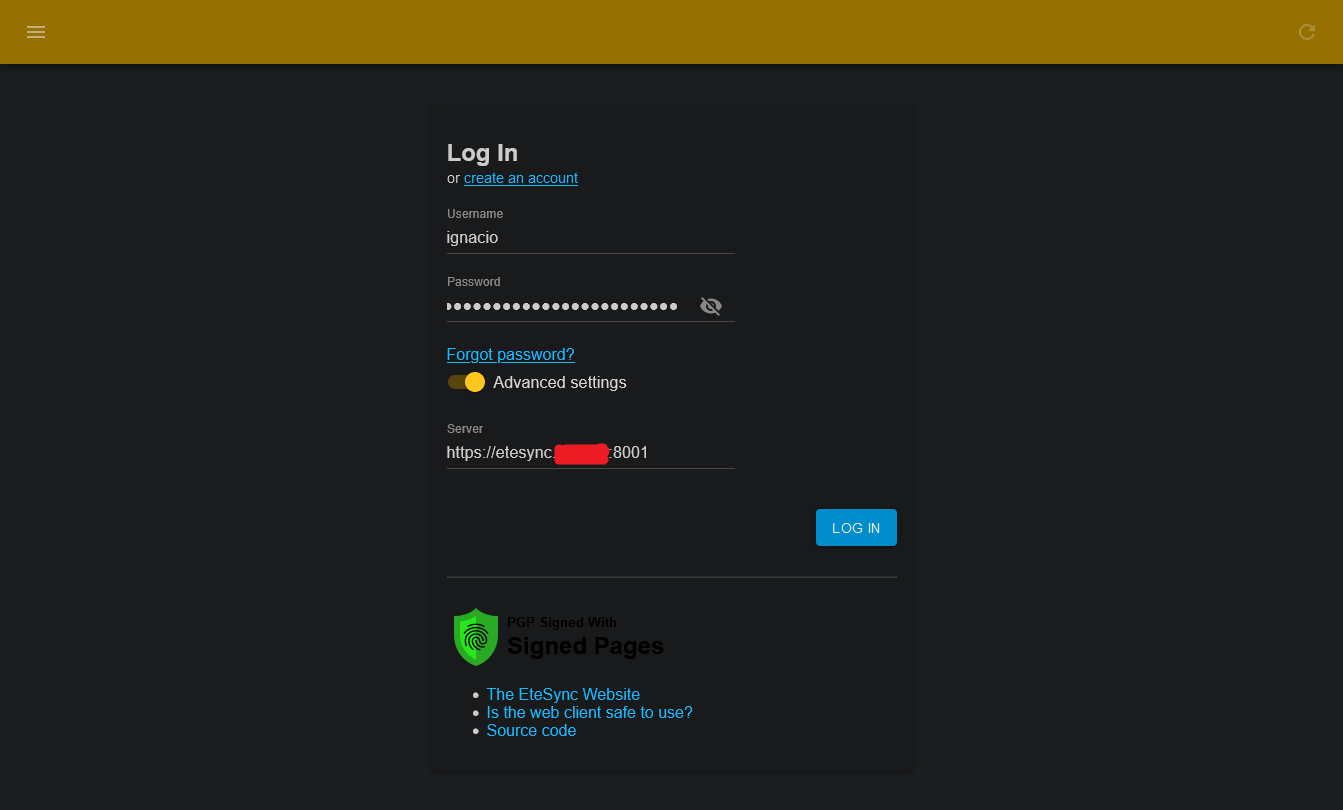 Log In
or create an account
Username
ignacio
Password
Forgot password?
Advanced settings
Server
https://etesync. :8001
LOG IN
PGP Signed With
Signed Pages
The EteSync Website
Is the web client safe to use?
Source code